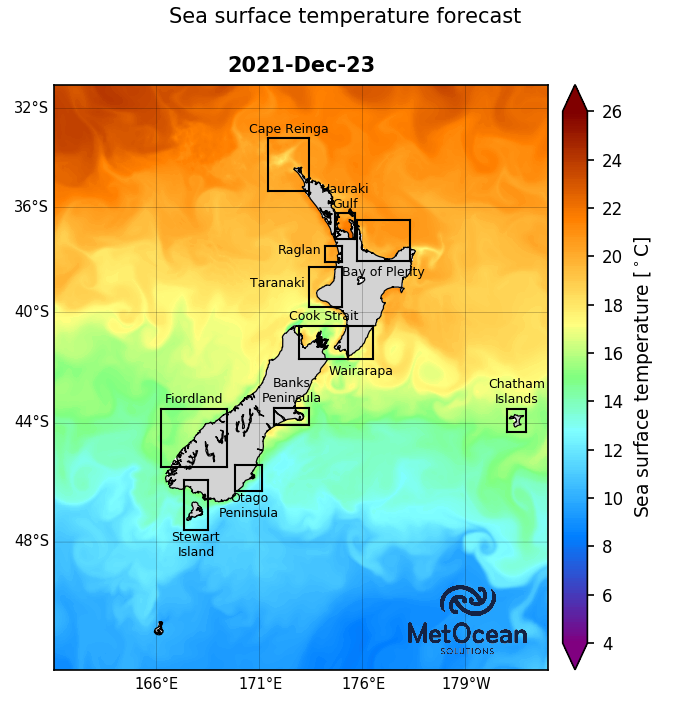 Sea surface temperature forecast
2021-Dec-23
32°S
36°S
40°S
44°S
48°S
166°E
171°E
176°E
179°W
Cape Reinga
Hauraki
Gulf
Raglan
Bay of Plenty
Taranaki
Cook Strait
Wairarapa
Banks
Peninsula
Fiordland
Chatham
Islands
Otago
Peninsula
Stewart
Island
MetOcean
SOLUTIONS
26
24
22
20
18
16
14
12
10
8
6
4
Sea surface temperature [°C]